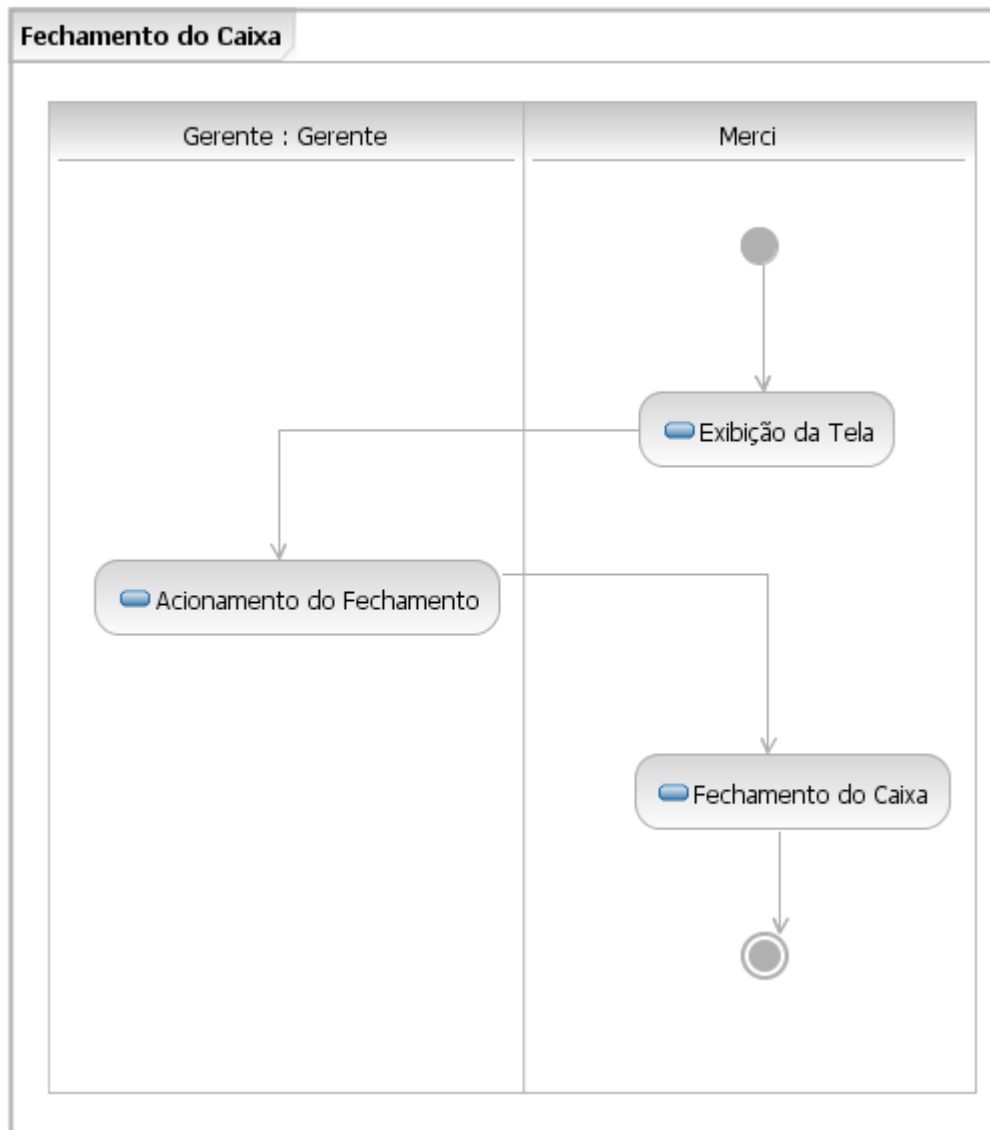 Fechamento do Caixa
Gerente : Gerente
Merci
Exibição da Tela
Acionamento do Fechamento
Fechamento do Caixa